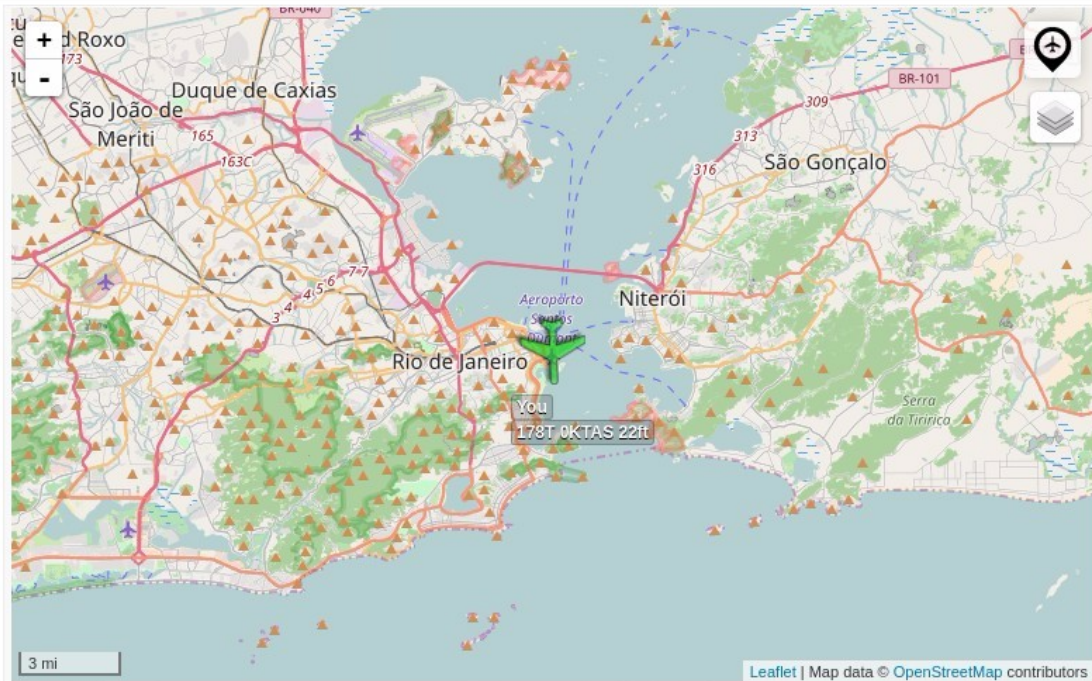 BR-040
+
-
173
Duque de Caxias
São João de
Meriti
165
163C
BR-101
309
313
316
São Gonçalo
7
7
6
5
4
4
3
Aeroporto
Santos
Niterói
Rio de Janeiro
You
178T 0KTAS 22ft
Serra
da Tiririca
3 mi
Leaflet | Map data © OpenStreetMap contributors